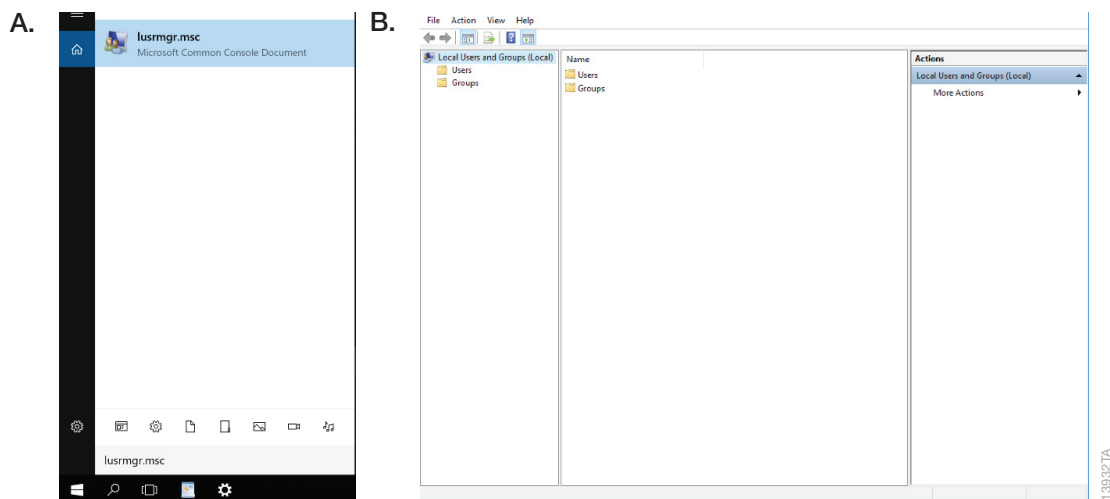 A.
lusrmgr.msc
Microsoft Common Console Document
lusrmgr.msc
B.
File Action View Help
Local Users and Groups (Local)
Users
Groups
Name
Users
Groups
Actions
Local Users and Groups (Local)
More Actions
13932TA